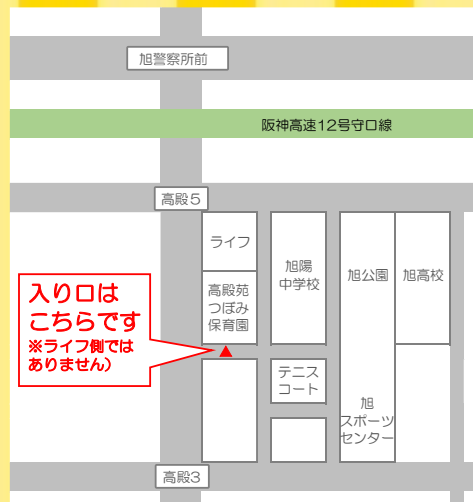 旭警察所前
阪神高速12号守口線
高殿5
ライフ
高殿苑
つぼみ
保育園
旭陽
中学校
旭公園
旭高校
入り口は
こちらです
※ライフ側では
ありません)
テニス
コート
旭
スポーツ
センター
高殿3